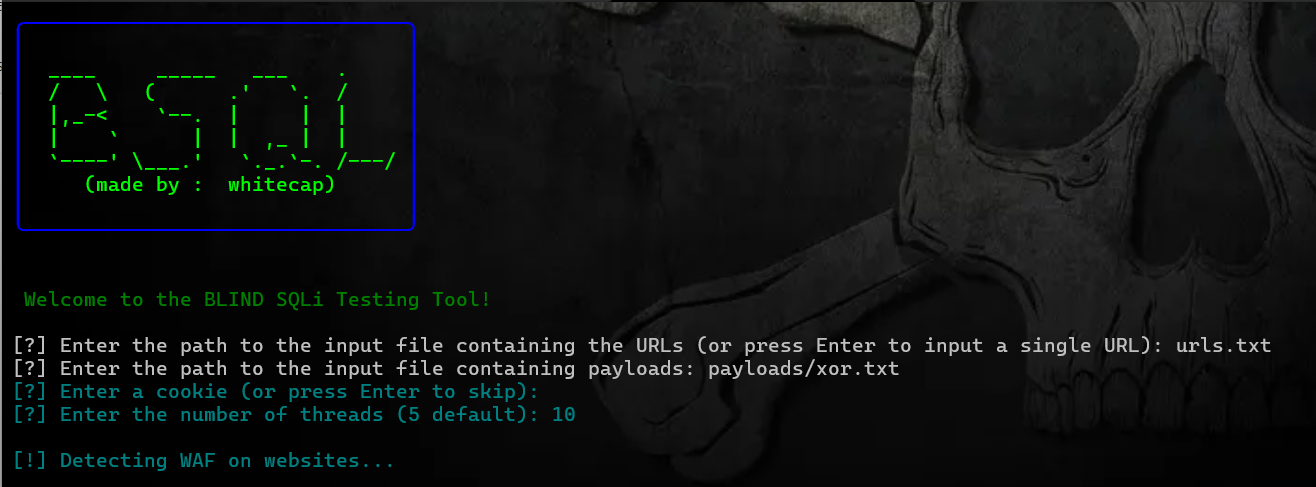 BSQL
(made by :  whitecap)
Welcome to the BLIND SQLi Testing Tool!
[?] Enter the path to the input file containing the URLs (or press Enter to input a single URL): urls.txt
[?] Enter the path to the input file containing payloads: payloads/xor.txt
[?] Enter a cookie (or press Enter to skip):
[?] Enter the number of threads (5 default): 10
[!] Detecting WAF on websites...